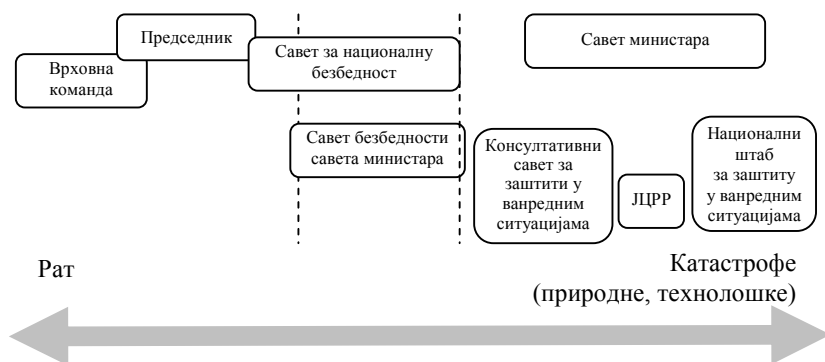 Председник
Врховна
команда
Савет за националну
безбедност
Савет министара
Савет безбедности
савета министара
Консултативни
савет за
заштити у
ванредним
ситуацијама
ЈЦРР
Национални
штаб
за заштиту
у ванредним
ситуацијама
Рат
Катастрофе
(природне, технолошке)